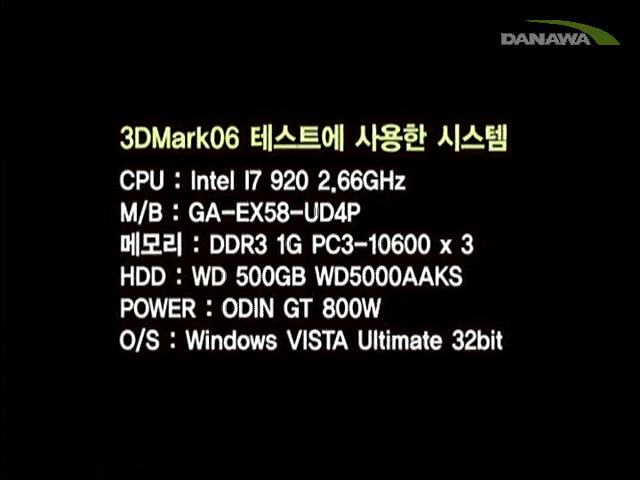 DANAWA
3DMark06 테스트에 사용한 시스템
CPU : Intel I7 920 2.66GHz
M/B : GA-EX58-UD4P
메모리 : DDR3 1G PC3-10600 x 3
HDD : WD 500GB WD5000AAKS
POWER : ODIN GT 800W
O/S : Windows VISTA Ultimate 32bit